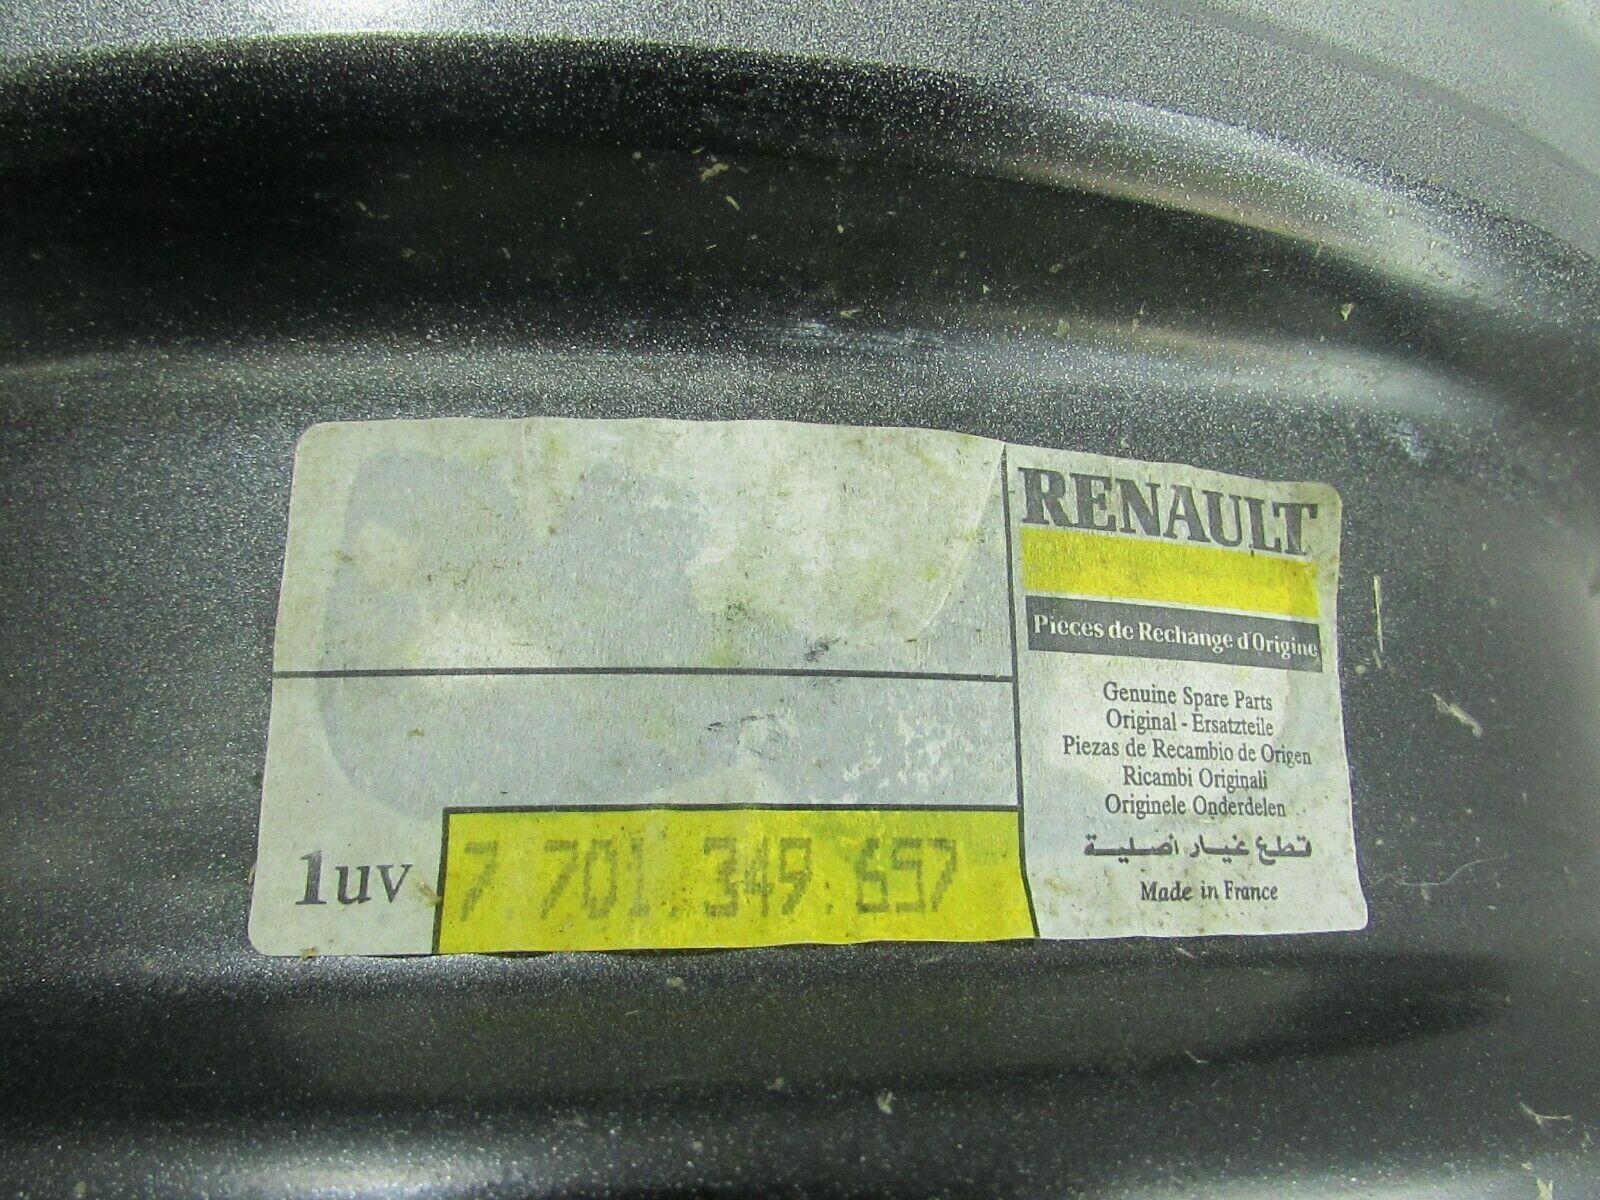 RENAULT
Pieces de Rechange d'Origine
Genuine Spare Parts
Original - Ersatzteile
Piezas de Recambio de Origen
Ricambi Originali
Originele Onderdelen
قطع غيار أصلية
Made in France
1uv
7.701.349.657